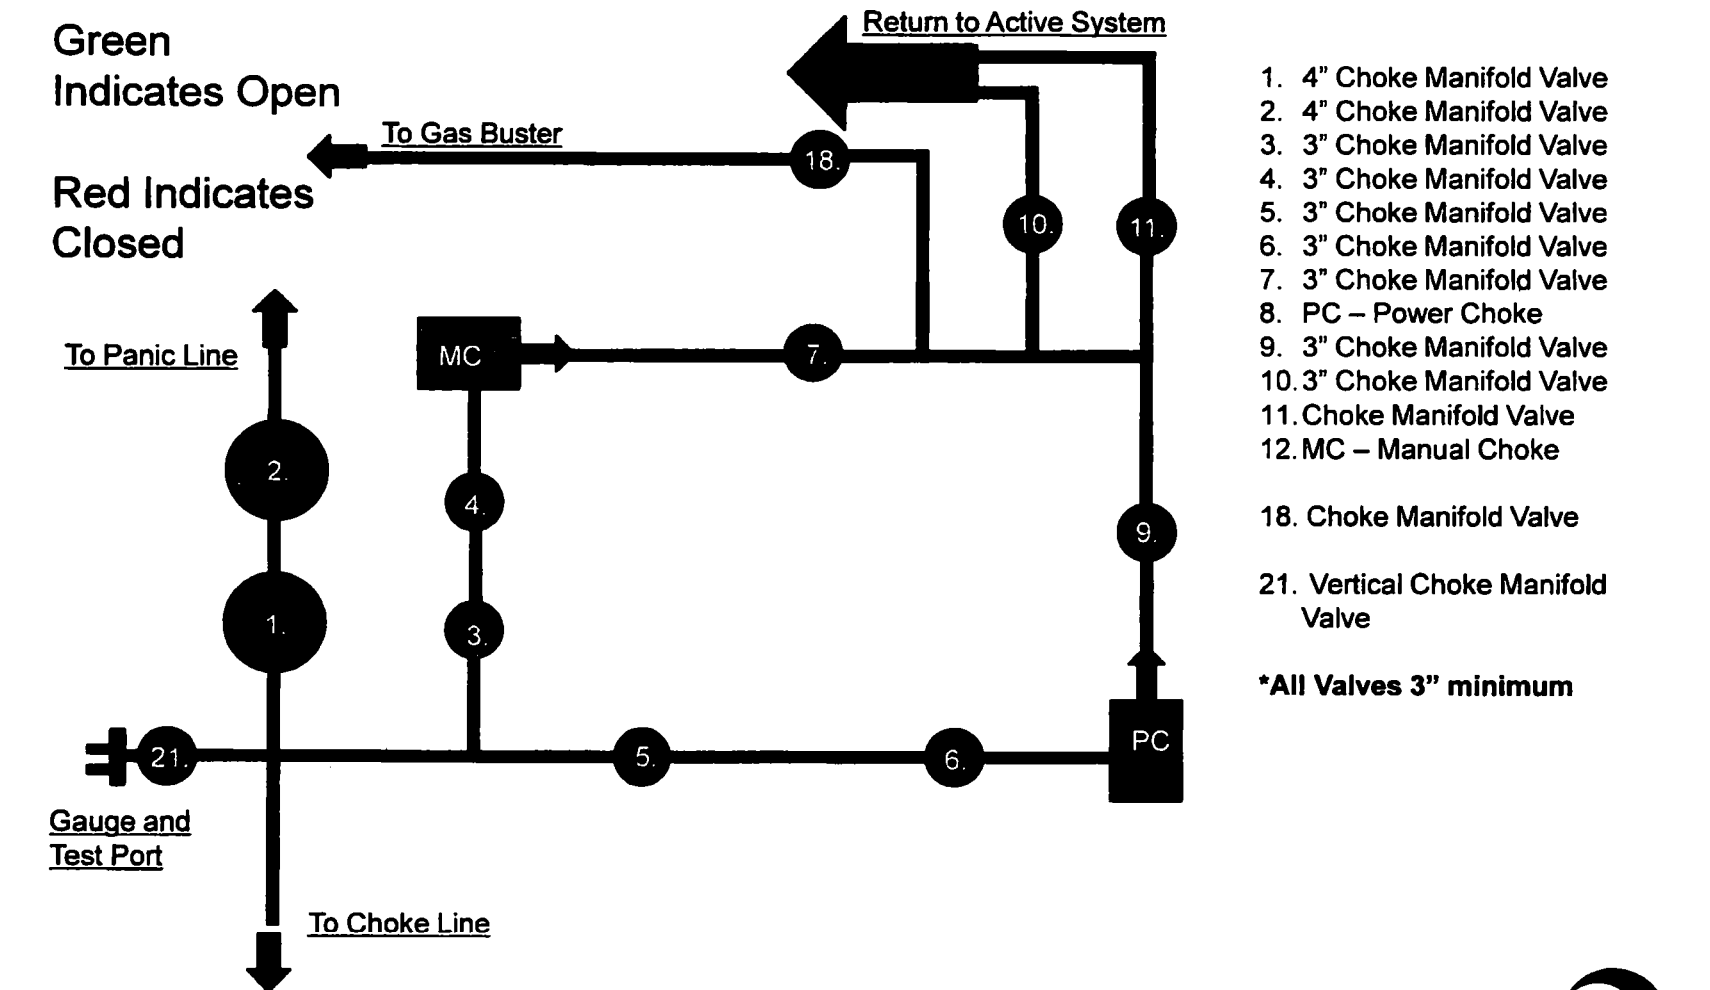 Green
Indicates Open
Red Indicates
Closed
Return to Active System
To Gas Buster
18.
10.
11.
To Panic Line
MC
7.
2.
4.
9.
1.
3.
PC
21.
5.
6.
Gauge and
Test Port
To Choke Line
1. 4" Choke Manifold Valve
2. 4" Choke Manifold Valve
3. 3" Choke Manifold Valve
4. 3" Choke Manifold Valve
5. 3" Choke Manifold Valve
6. 3" Choke Manifold Valve
7. 3" Choke Manifold Valve
8. PC – Power Choke
9. 3" Choke Manifold Valve
10. 3" Choke Manifold Valve
11. Choke Manifold Valve
12. MC – Manual Choke
18. Choke Manifold Valve
21. Vertical Choke Manifold
Valve
*All Valves 3" minimum